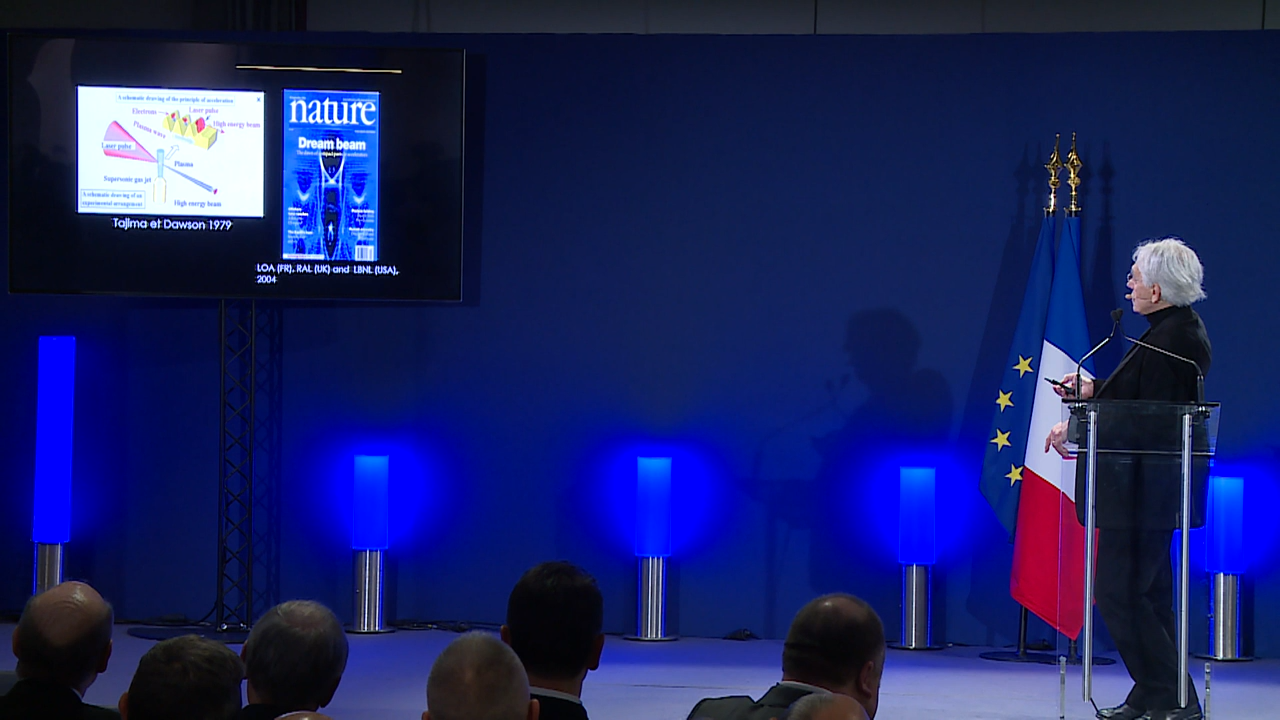 A schematic drawing of the principle of acceleration
Electrons
Laser pulse
Plasma wave
High energy beam
Laser pulse
Plasma
Supersonic gas jet
A schematic drawing of an
experimental arrangement
High energy beam
Tajima et Dawson 1979
nature
Dream beam
LOA (FR), RAL (UK) and LBNL (USA),
2004